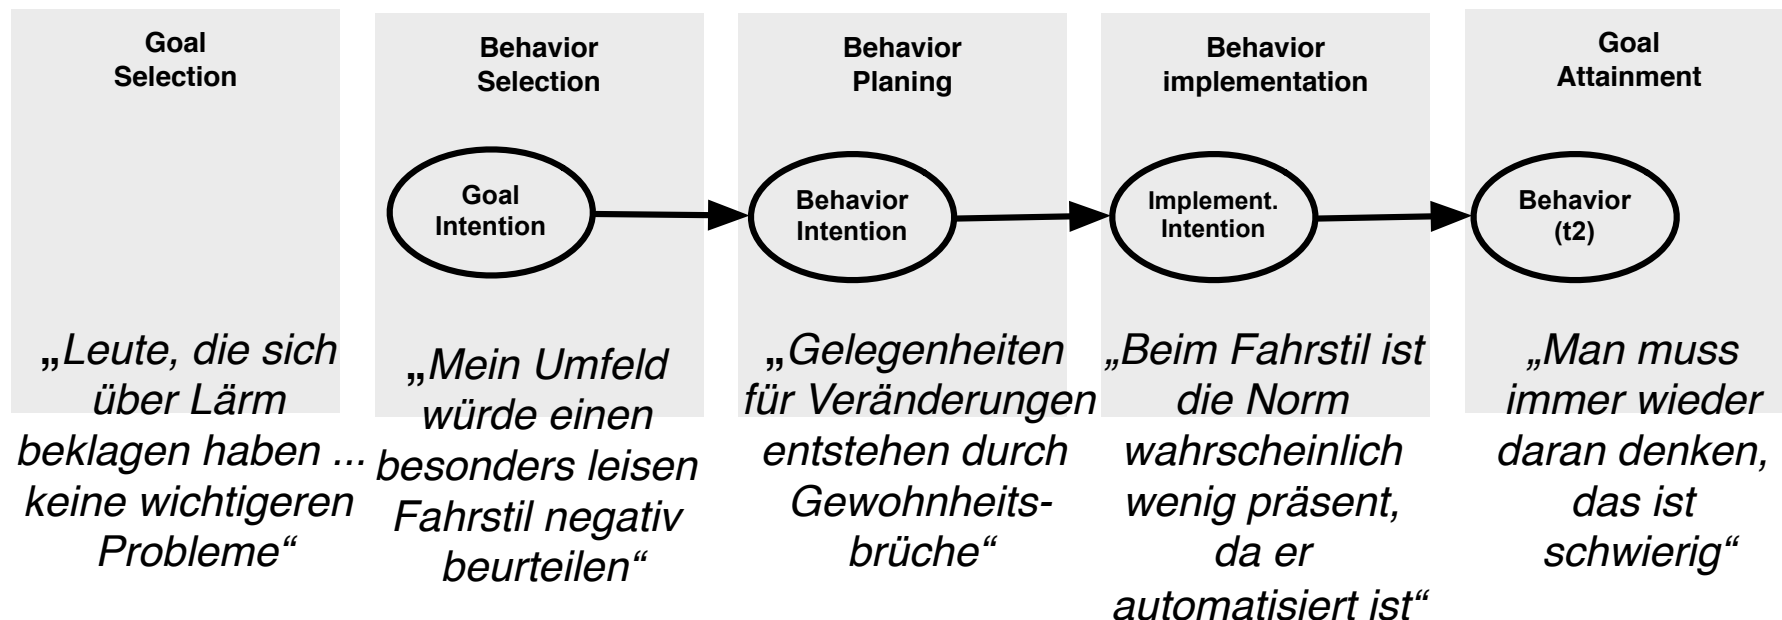 Goal
Selection
Behavior
Selection
Behavior
Planing
Behavior
implementation
Goal
Attainment
Goal
Intention
Behavior
Intention
Implement.
Intention
Behavior
(t2)
„Leute, die sich
über Lärm
beklagen haben ...
keine wichtigeren
Probleme“
„Mein Umfeld
würde einen
besonders leisen
Fahrstil negativ
beurteilen“
„Gelegenheiten
für Veränderungen
entstehen durch
Gewohnheits-
brüche“
„Beim Fahrstil ist
die Norm
wahrscheinlich
wenig präsent,
da er
automatisiert ist“
„Man muss
immer wieder
daran denken,
das ist
schwierig“